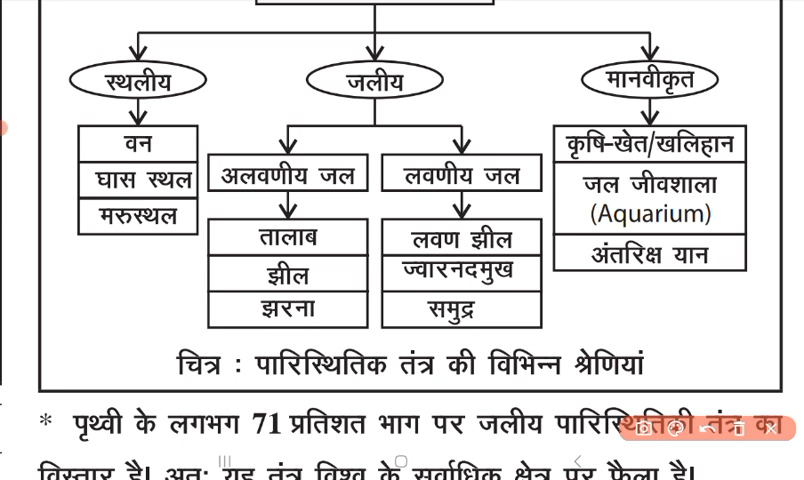 स्थलीय
जलीय
मानवीकृत
वन
घास स्थल
मरुस्थल
अलवणीय जल
तालाब
झील
झरना
लवणीय जल
लवण झील
ज्वारनदमुख
समुद्र
कृषि-खेत/खलिहान
जल जीवशाला
(Aquarium)
अंतरिक्ष यान
चित्र : पारिस्थितिक तंत्र की विभिन्न श्रेणियां
* पृथ्वी के लगभग 71 प्रतिशत भाग पर जलीय पारिस्थितिकी तंत्र का
विस्तार है। अतः यह तंत्र विश्व के सर्वाधिक क्षेत्र पर फैला है।